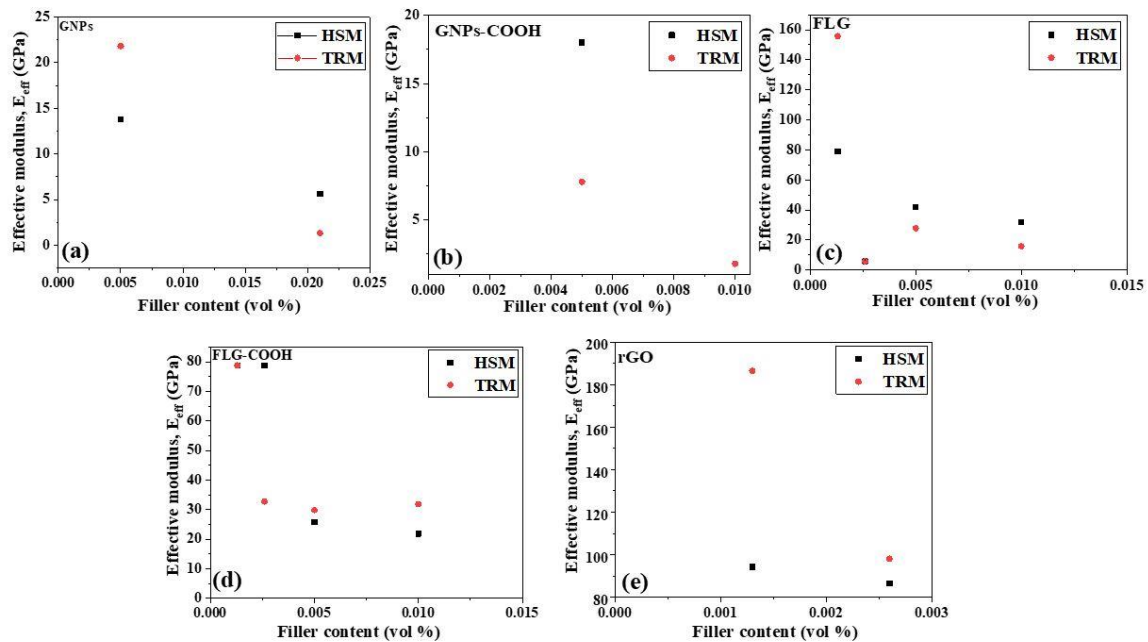 GNPs
HSM
TRM
Effective modulus, E_eff (GPa)
25
20
15
10
5
0
(a)
0.000 0.005 0.010 0.015 0.020 0.025
Filler content (vol %)
GNPs-COOH
HSM
TRM
Effective modulus, E_eff (GPa)
20
15
10
5
(b)
0.000 0.002 0.004 0.006 0.008 0.010
Filler content (vol %)
FLG
HSM
TRM
Effective modulus, E_eff (GPa)
160
140
120
100
80
60
40
20
0
(c)
0.000 0.005 0.010 0.015
Filler content (vol %)
FLG-COOH
HSM
TRM
Effective modulus, E_eff (GPa)
80
70
60
50
40
30
20
10
0
(d)
0.000 0.005 0.010 0.015
Filler content (vol %)
rGO
HSM
TRM
Effective modulus, E_eff (GPa)
200
180
160
140
120
100
80
(e)
0.000 0.001 0.002 0.003
Filler content (vol %)